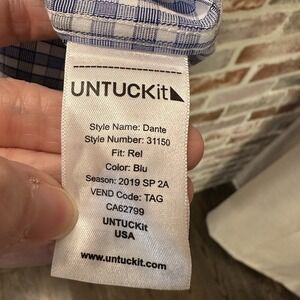 UNTUCKit
Style Name: Dante
Style Number: 31150
Fit: Rel
Color: Blu
Season: 2019 SP 2A
VEND Code: TAG
CA62799
UNTUCKit
USA
www.untuckit.com